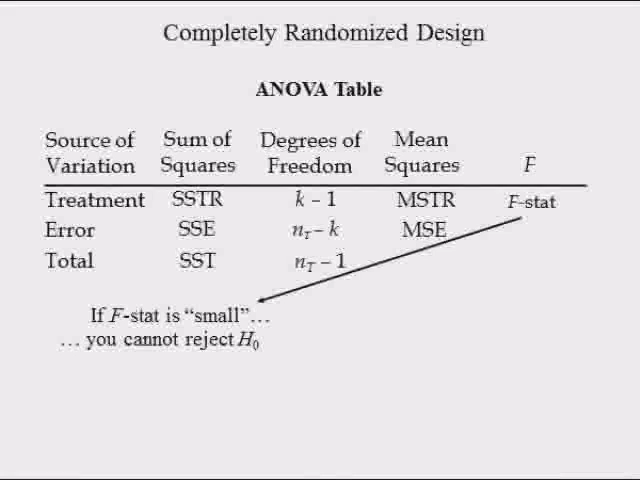 Completely Randomized Design
ANOVA Table
Source of Variation Sum of Squares Degrees of Freedom Mean Squares F
Treatment SSTR k – 1 MSTR F-stat
Error SSE n_T – k MSE
Total SST n_T – 1
If F-stat is “small”…
… you cannot reject H_0